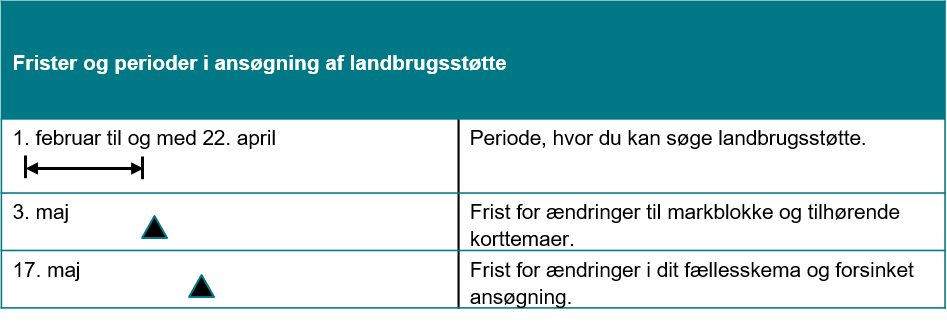 Frister og perioder i ansøgning af landbrugsstøtte
1. februar til og med 22. april
Periode, hvor du kan søge landbrugsstøtte.
3. maj
Frist for ændringer til markblokke og tilhørende
korttemaer.
17. maj
Frist for ændringer i dit fællesskema og forsinket
ansøgning.